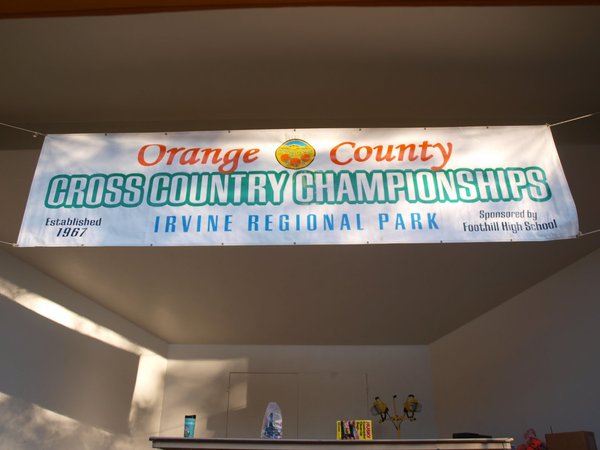 Orange County
CROSS COUNTRY CHAMPIONSHIPS
IRVINE REGIONAL PARK
Established
1967
Sponsored by
Foothill High School